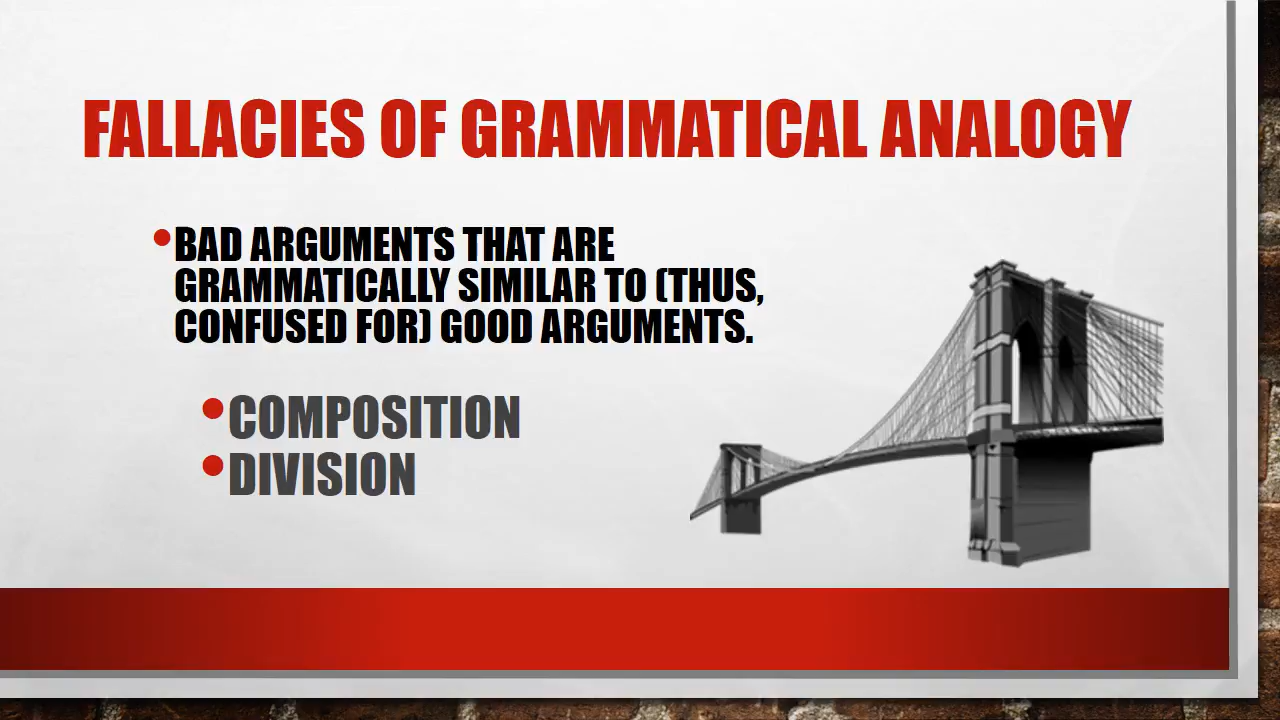 FALLACIES OF GRAMMATICAL ANALOGY
•BAD ARGUMENTS THAT ARE
GRAMMATICALLY SIMILAR TO (THUS,
CONFUSED FOR) GOOD ARGUMENTS.
•COMPOSITION
•DIVISION